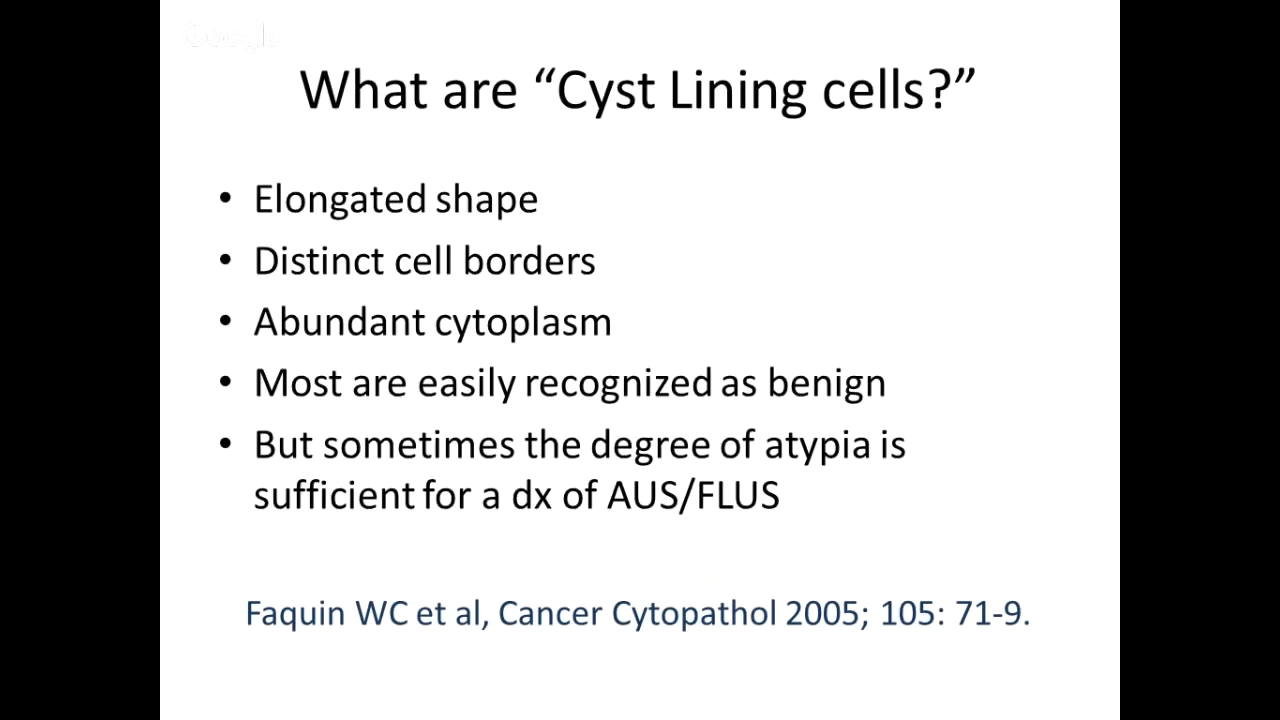 Google
What are “Cyst Lining cells?”
• Elongated shape
• Distinct cell borders
• Abundant cytoplasm
• Most are easily recognized as benign
• But sometimes the degree of atypia is
sufficient for a dx of AUS/FLUS
Faquin WC et al, Cancer Cytopathol 2005; 105: 71-9.